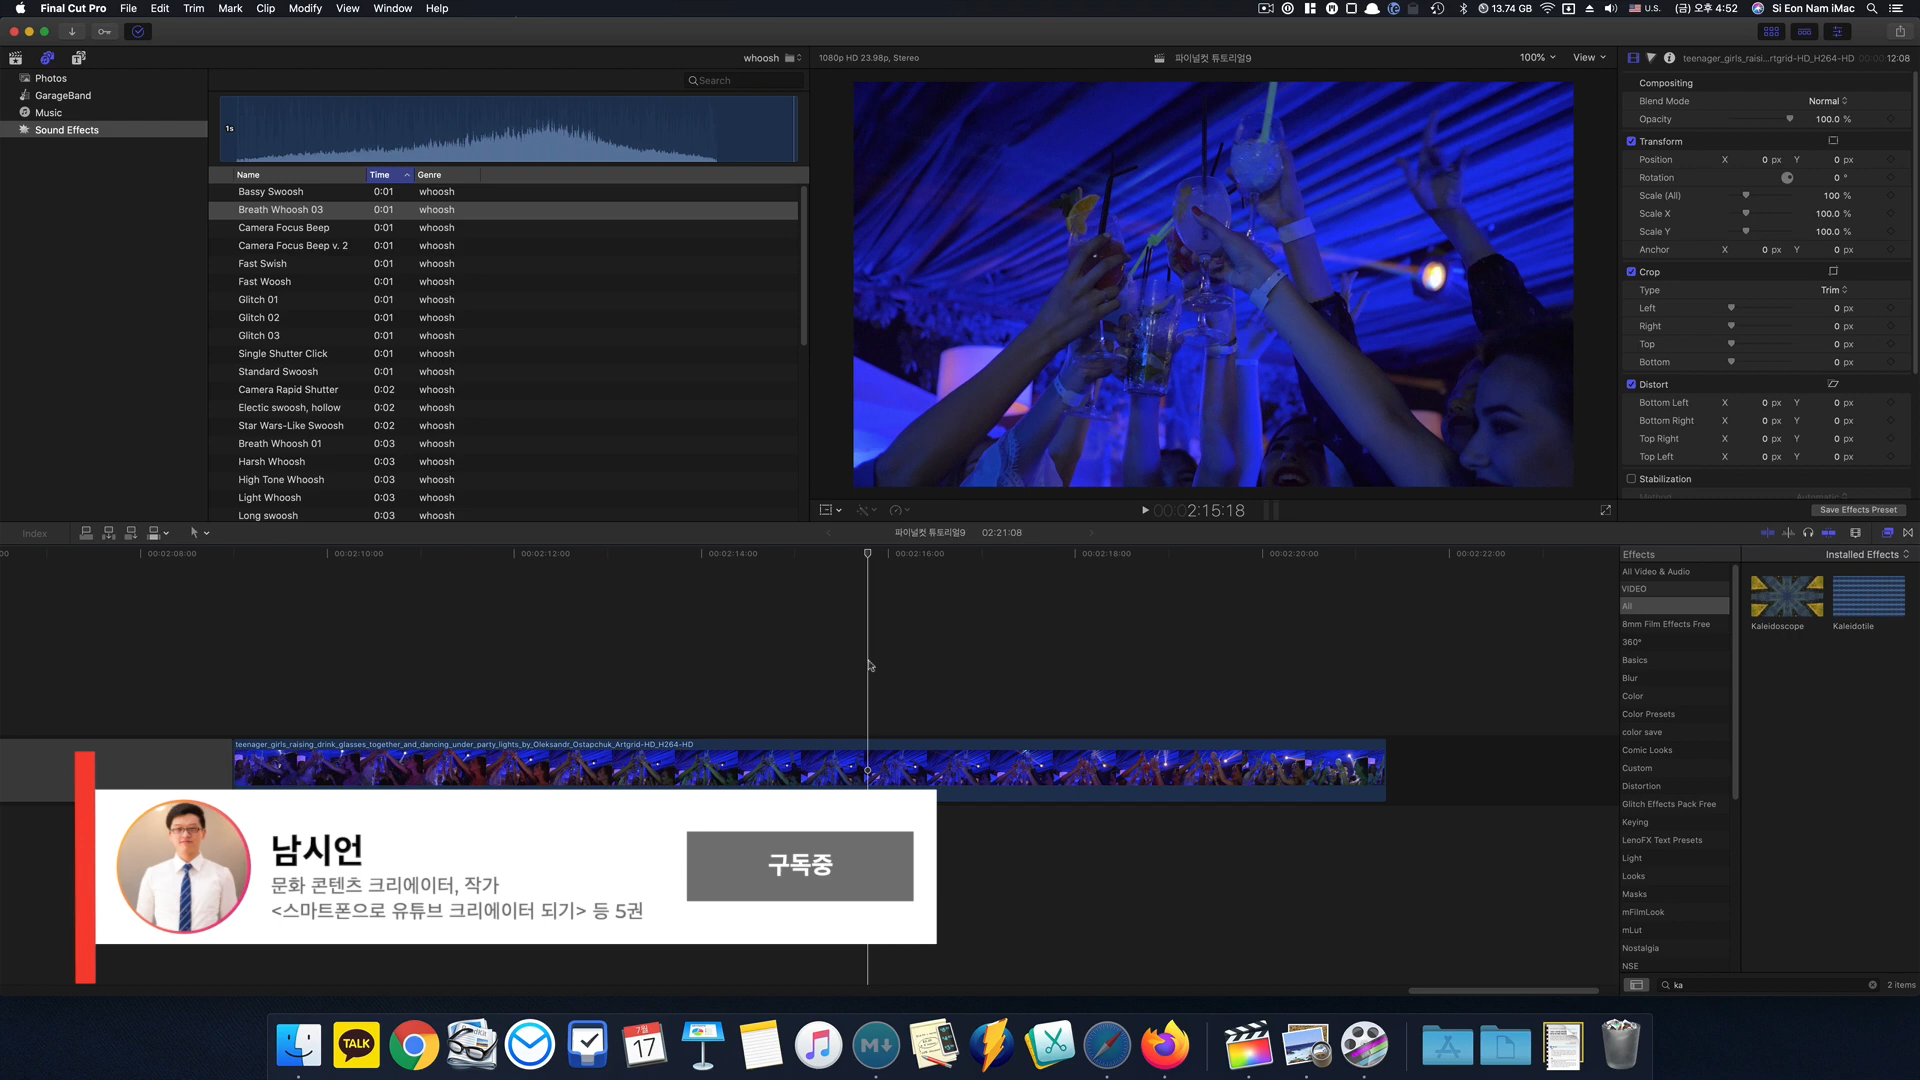 Final Cut Pro File Edit Trim Mark Clip Modify View Window Help
13.74 GB U.S. (금) 오후 4:52 Si Eon Nam iMac
Photos
GarageBand
Music
Sound Effects
whoosh
Search
1s
Name Time Genre
Bassy Swoosh 0:01 whoosh
Breath Whoosh 03 0:01 whoosh
Camera Focus Beep 0:01 whoosh
Camera Focus Beep v. 2 0:01 whoosh
Fast Swish 0:01 whoosh
Fast Woosh 0:01 whoosh
Glitch 01 0:01 whoosh
Glitch 02 0:01 whoosh
Glitch 03 0:01 whoosh
Single Shutter Click 0:01 whoosh
Standard Swoosh 0:01 whoosh
Camera Rapid Shutter 0:02 whoosh
Electic swoosh, hollow 0:02 whoosh
Star Wars-Like Swoosh 0:02 whoosh
Breath Whoosh 01 0:03 whoosh
Harsh Whoosh 0:03 whoosh
High Tone Whoosh 0:03 whoosh
Light Whoosh 0:03 whoosh
Long swoosh 0:03 whoosh
1080p HD 23.98p, Stereo
파이널컷 튜토리얼9
100% View
00:00:2:15:18
teenager_girls_raisi...rtgrid-HD_H264-HD 00:00:12:08
Compositing
Blend Mode Normal
Opacity 100.0 %
Transform
Position X 0 px Y 0 px
Rotation 0 °
Scale (All) 100 %
Scale X 100.0 %
Scale Y 100.0 %
Anchor X 0 px Y 0 px
Crop
Type Trim
Left 0 px
Right 0 px
Top 0 px
Bottom 0 px
Distort
Bottom Left X 0 px Y 0 px
Bottom Right X 0 px Y 0 px
Top Right X 0 px Y 0 px
Top Left X 0 px Y 0 px
Stabilization
Method Automatic
Save Effects Preset
Index
파이널컷 튜토리얼9 02:21:08
00 00:02:08:00 00:02:10:00 00:02:12:00 00:02:14:00 00:02:16:00 00:02:18:00 00:02:20:00 00:02:22:00
teenager_girls_raising_drink_glasses_together_and_dancing_under_party_lights_by_Oleksandr_Ostapchuk_Artgrid-HD_H264-HD
Effects Installed Effects
All Video & Audio
VIDEO
All
8mm Film Effects Free
360°
Basics
Blur
Color
Color Presets
color save
Comic Looks
Custom
Distortion
Glitch Effects Pack Free
Keying
LenoFX Text Presets
Light
Looks
Masks
mFilmLook
mLut
Nostalgia
NSE
Kaleidoscope
Kaleidotile
ka
2 items
남시언
문화 콘텐츠 크리에이터, 작가
<스마트폰으로 유튜브 크리에이터 되기> 등 5권
구독중
TALK
7월
17
M